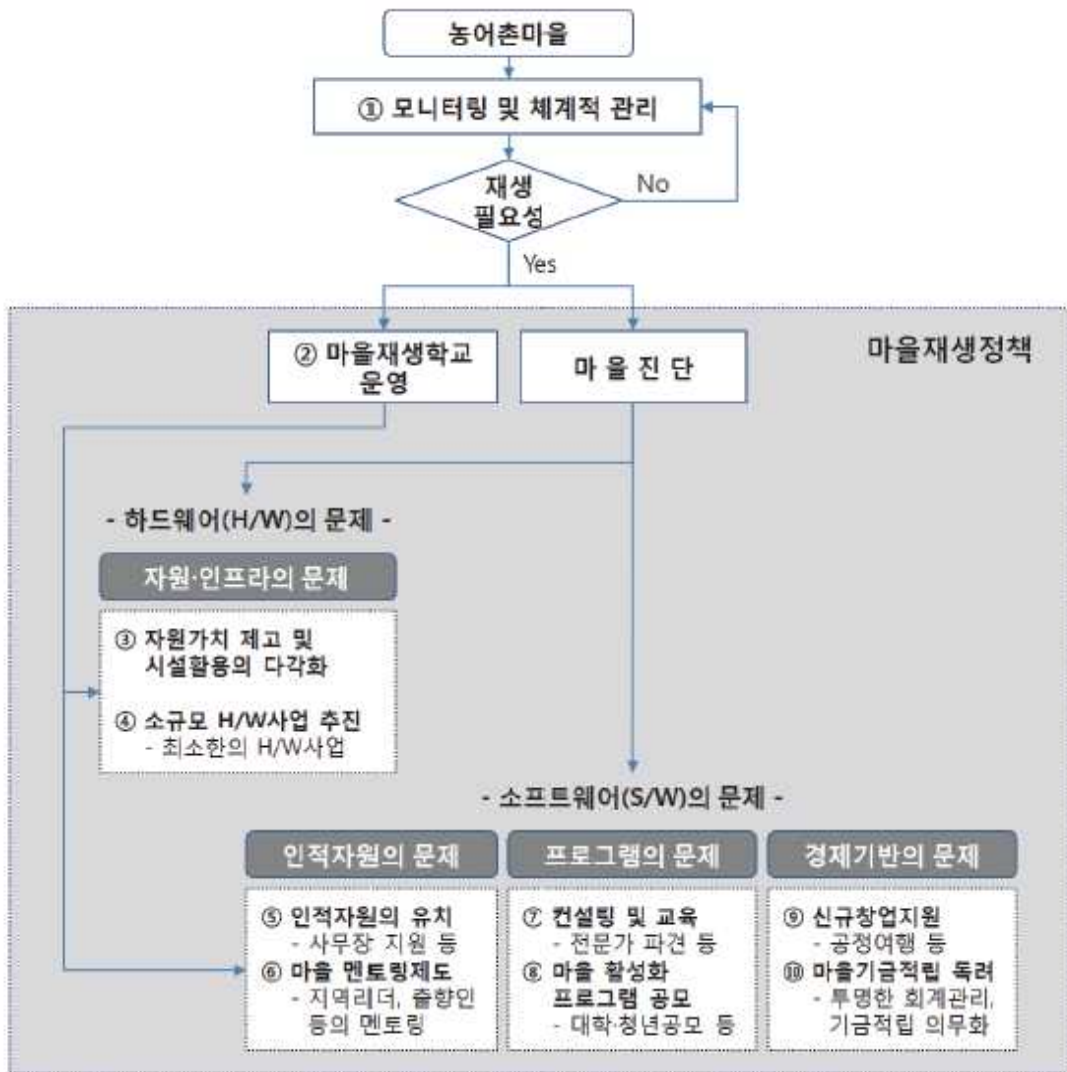 농어촌마을
① 모니터링 및 체계적 관리
재생
필요성
No
Yes
마을재생정책
② 마을재생학교
운영
마 을 진 단
- 하드웨어(H/W)의 문제 -
자원·인프라의 문제
③ 자원가치 제고 및
시설활용의 다각화
④ 소규모 H/W사업 추진
- 최소한의 H/W사업
- 소프트웨어(S/W)의 문제 -
인적자원의 문제
⑤ 인적자원의 유치
- 사무장 지원 등
⑥ 마을 멘토링제도
- 지역리더, 출향인
등의 멘토링
프로그램의 문제
⑦ 컨설팅 및 교육
- 전문가 파견 등
⑧ 마을 활성화
프로그램 공모
- 대학·청년공모 등
경제기반의 문제
⑨ 신규창업지원
- 공정여행 등
⑩ 마을기금적립 독려
- 투명한 회계관리,
기금적립 의무화